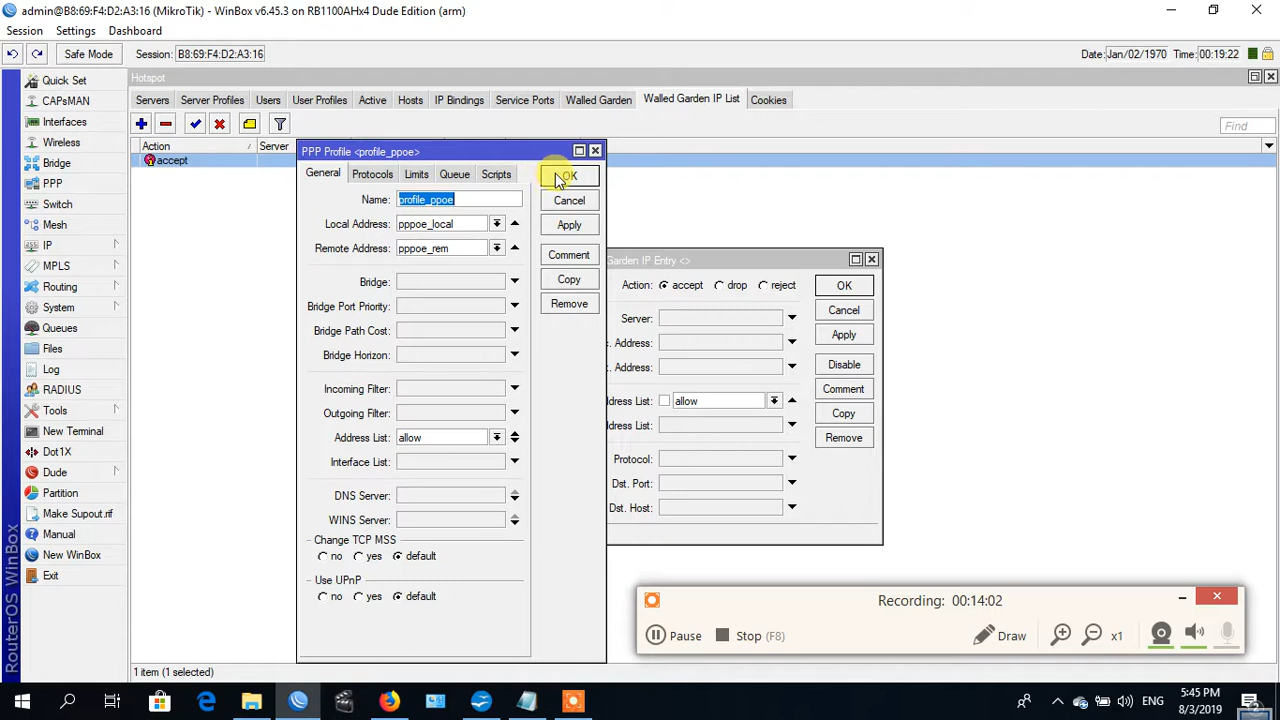 admin@B8:69:F4:D2:A3:16 (MikroTik) - WinBox v6.45.3 on RB1100AHx4 Dude Edition (arm)
Session Settings Dashboard
Safe Mode Session: B8:69:F4:D2:A3:16 Date: Jan/02/1970 Time: 00:19:22
RouterOS WinBox
Quick Set
CAPsMAN
Interfaces
Wireless
Bridge
PPP
Switch
Mesh
IP
MPLS
Routing
System
Queues
Files
Log
RADIUS
Tools
New Terminal
Dot1X
Dude
Partition
Make Supout.rif
Manual
New WinBox
Exit
Hotspot
Servers Server Profiles Users User Profiles Active Hosts IP Bindings Service Ports Walled Garden Walled Garden IP List Cookies
Find
Action Server
accept
PPP Profile <profile_ppoe>
General Protocols Limits Queue Scripts
Name: profile_ppoe
Local Address: pppoe_local
Remote Address: pppoe_rem
Bridge:
Bridge Port Priority:
Bridge Path Cost:
Bridge Horizon:
Incoming Filter:
Outgoing Filter:
Address List: allow
Interface List:
DNS Server:
WINS Server:
Change TCP MSS
no yes default
Use UPnP
no yes default
OK
Cancel
Apply
Comment
Copy
Remove
Garden IP Entry <>
Action: accept drop reject
Server:
. Address:
. Address:
ddress List: allow
ddress List:
Protocol:
Dst. Port:
Dst. Host:
OK
Cancel
Apply
Disable
Comment
Copy
Remove
Recording: 00:14:02
Pause Stop (F8) Draw x1
1 item (1 selected)
ENG 5:45 PM
8/3/2019